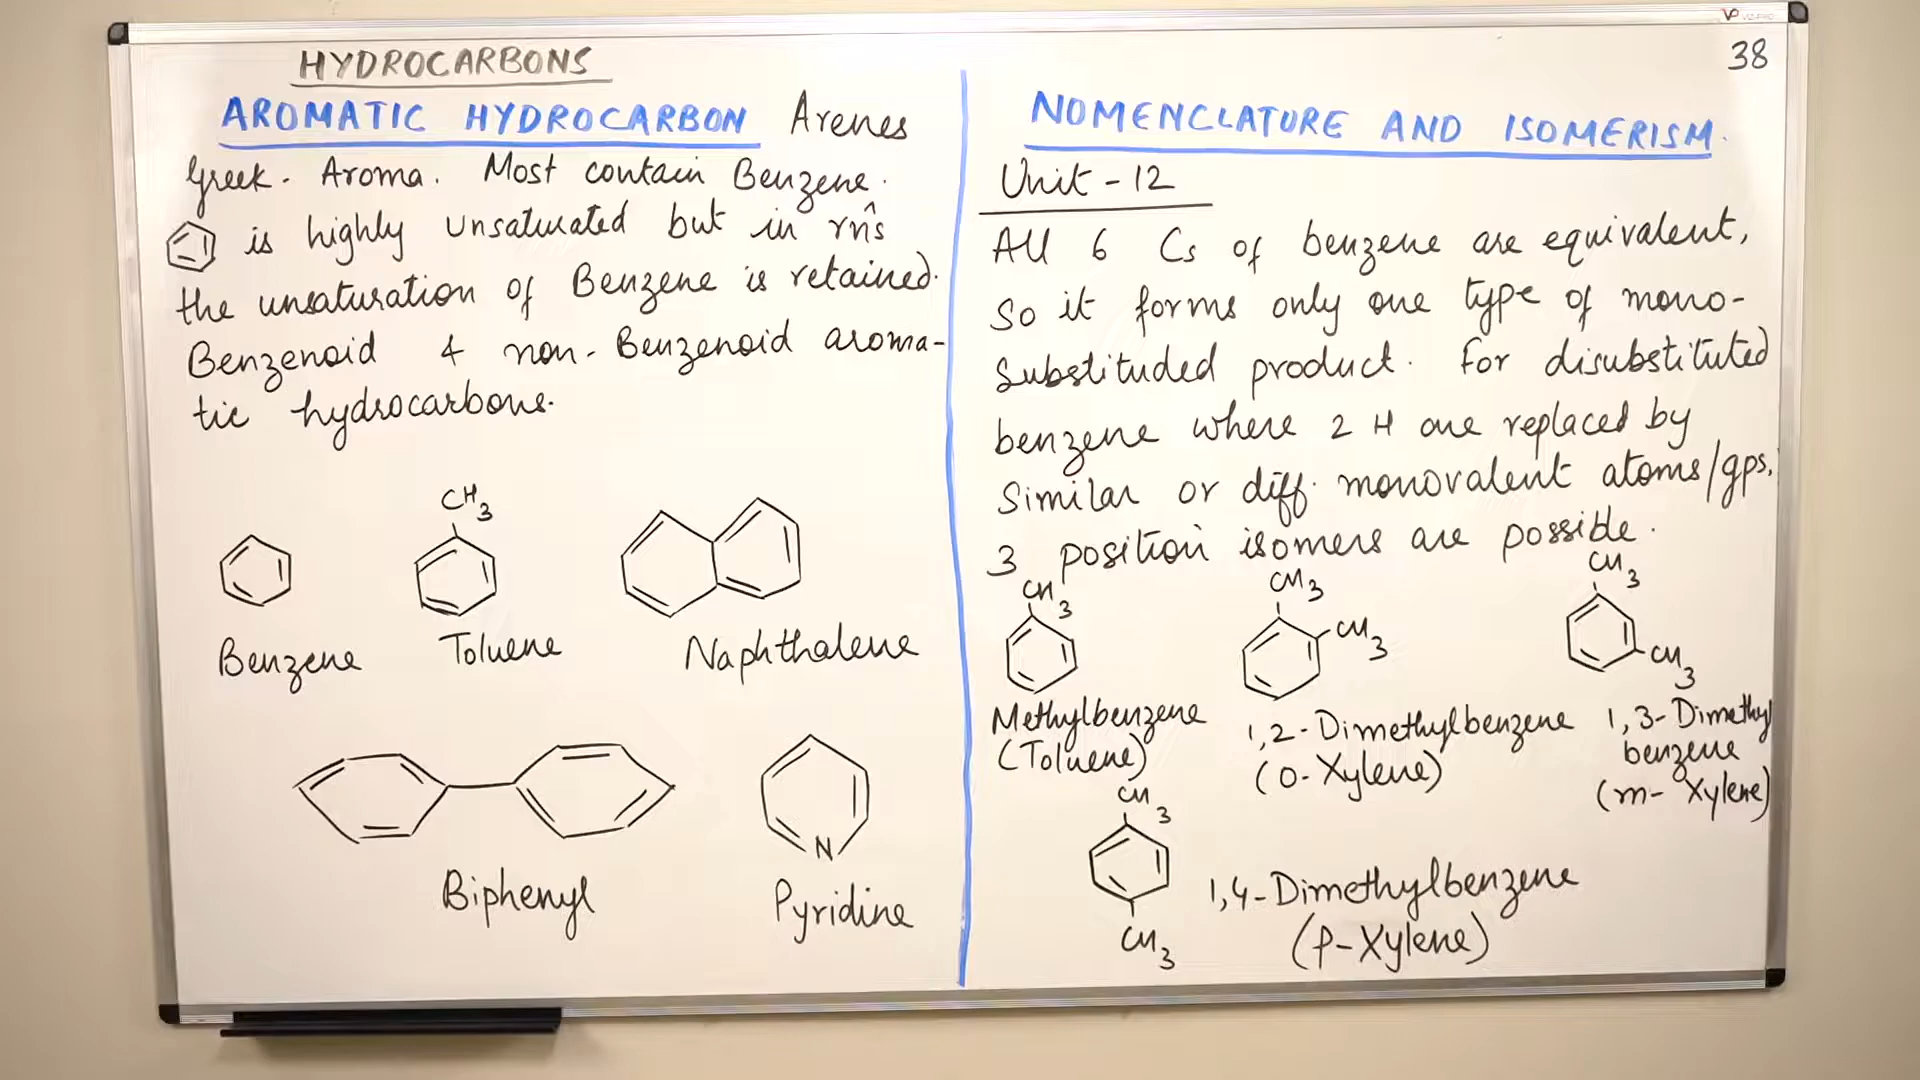 HYDROCARBONS
AROMATIC HYDROCARBON Arenes
Greek. Aroma. Most contain Benzene.
is highly unsaturated but in rn̂s
the unsaturation of Benzene is retained.
Benzenoid & non-Benzenoid aroma-
tic hydrocarbons.
CH3
Benzene
Toluene
Naphthalene
N
Biphenyl
Pyridine
38
NOMENCLATURE AND ISOMERISM.
Unit-12
All 6 Cs of benzene are equivalent,
So it forms only one type of mono-
Substituded product. For disubstituted
benzene where 2 H are replaced by
Similar or diff. monovalent atoms/gps.
3 position isomers are possible.
CH3
CH3
CH3
CH3
CH3
Methylbenzene
(Toluene)
1,2-Dimethylbenzene
(o-Xylene)
1,3-Dimethyl
benzene
(m-Xylene)
CH3
1,4-Dimethylbenzene
(p-Xylene)
CH3